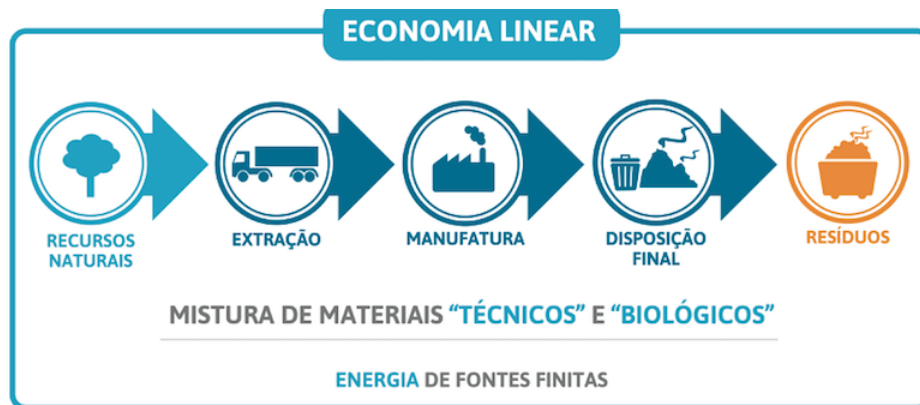 ECONOMIA LINEAR
RECURSOS
NATURAIS
EXTRAÇÃO
MANUFATURA
DISPOSIÇÃO
FINAL
RESÍDUOS
MISTURA DE MATERIAIS “TÉCNICOS” E “BIOLÓGICOS”
ENERGIA DE FONTES FINITAS